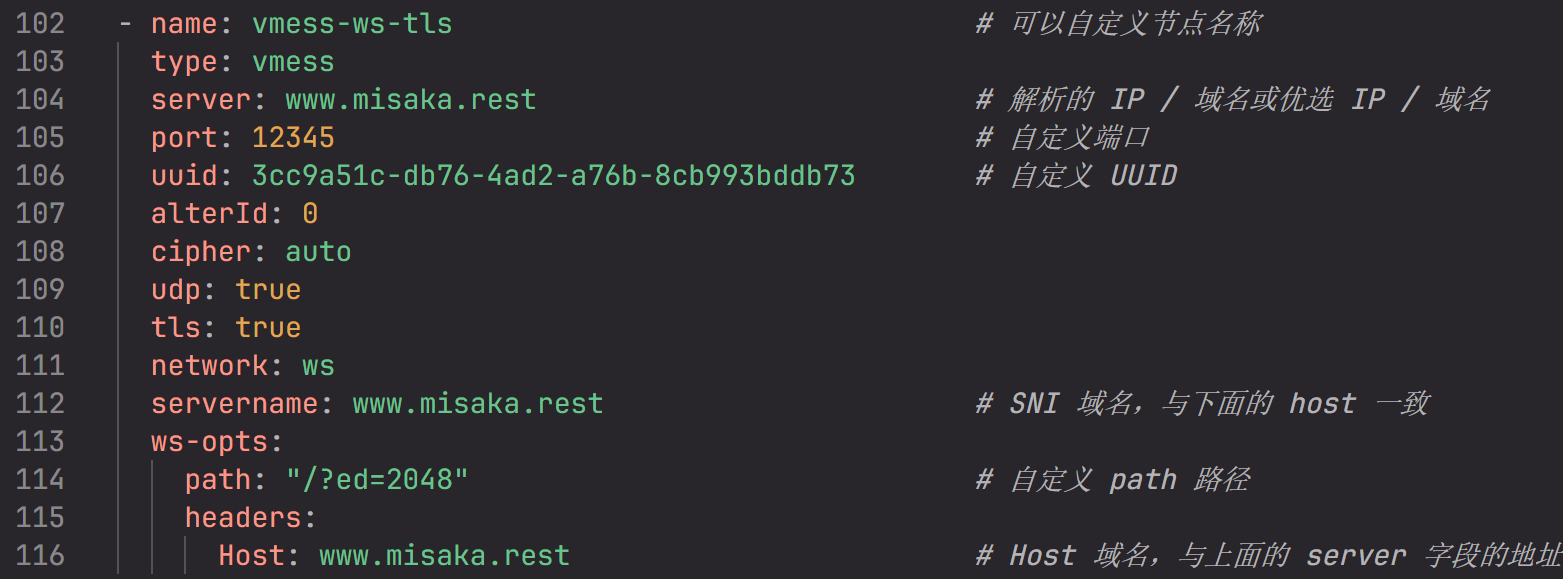 102 - name: vmess-ws-tls # 可以自定义节点名称
103 type: vmess
104 server: www.misaka.rest # 解析的 IP / 域名或优选 IP / 域名
105 port: 12345 # 自定义端口
106 uuid: 3cc9a51c-db76-4ad2-a76b-8cb993bddb73 # 自定义 UUID
107 alterId: 0
108 cipher: auto
109 udp: true
110 tls: true
111 network: ws
112 servername: www.misaka.rest # SNI 域名，与下面的 host 一致
113 ws-opts:
114 path: "/?ed=2048" # 自定义 path 路径
115 headers:
116 Host: www.misaka.rest # Host 域名，与上面的 server 字段的地址